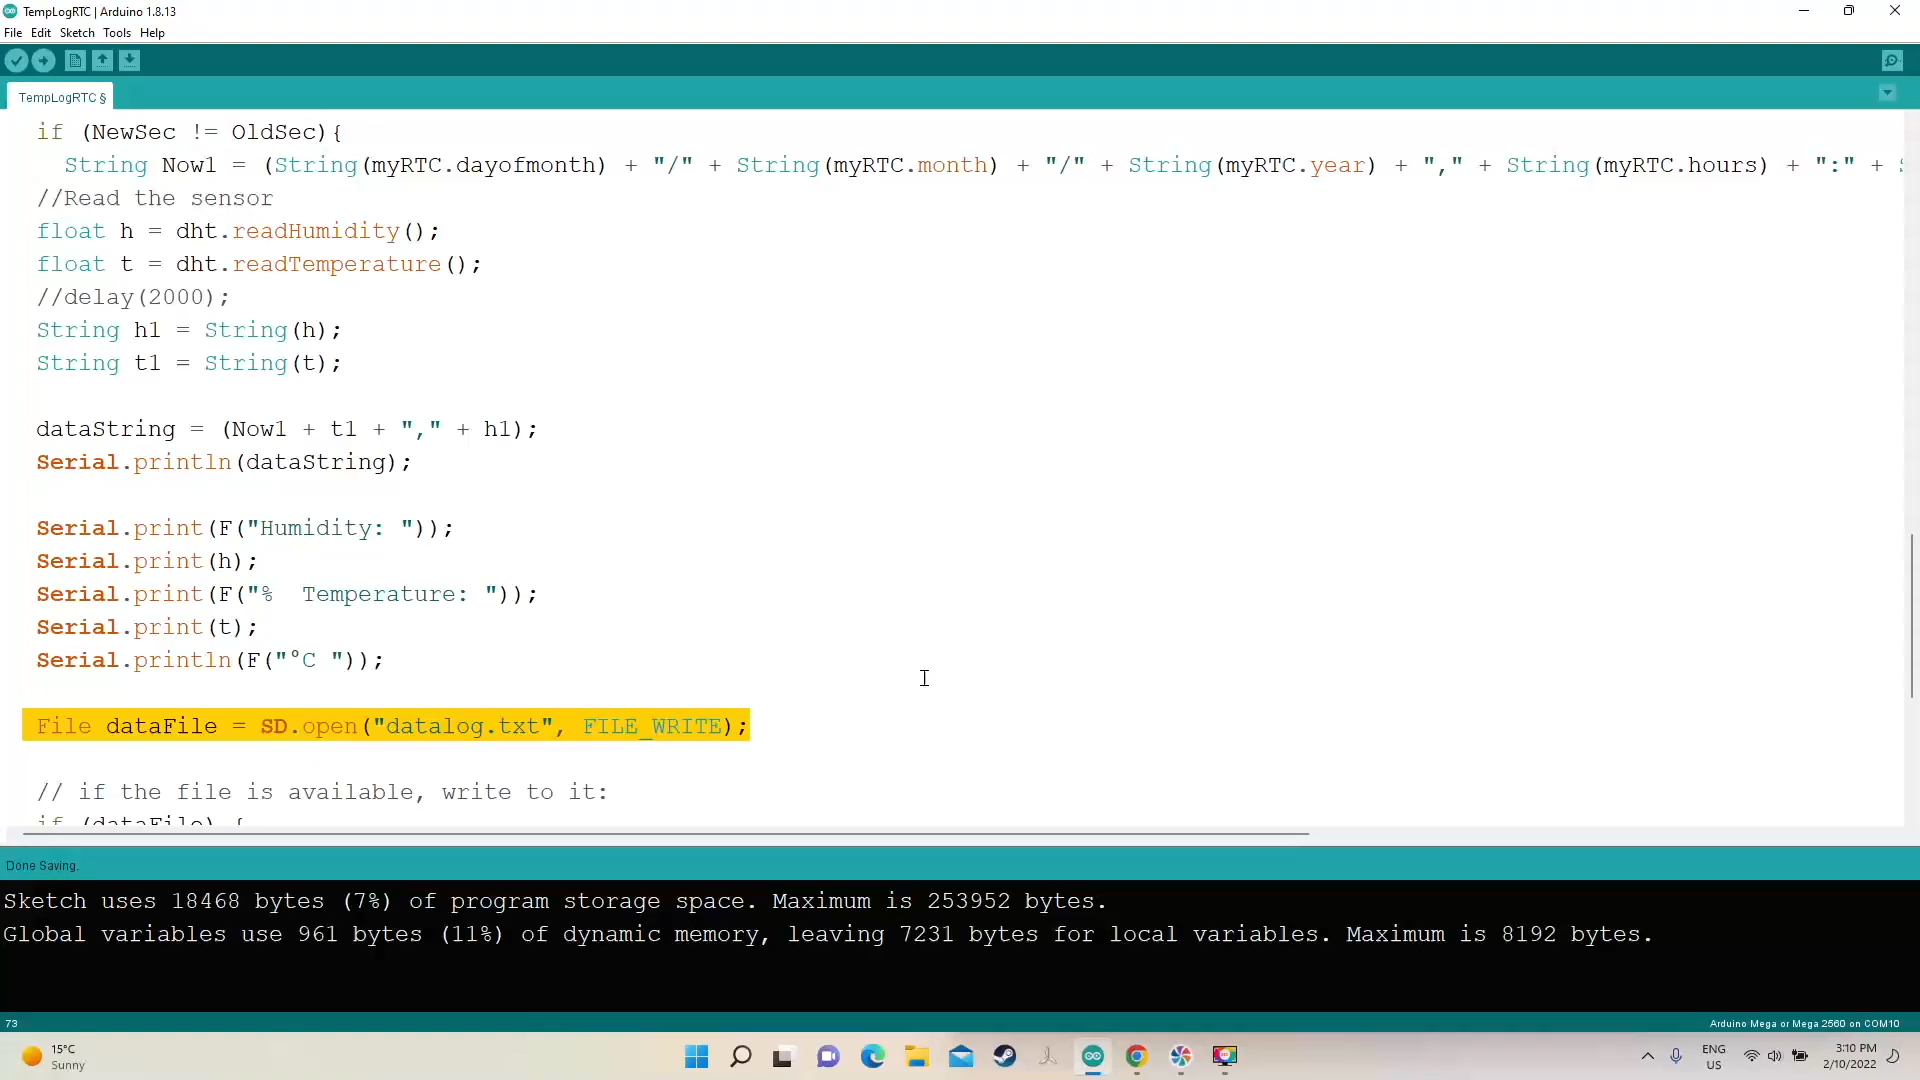 TempLogRTC | Arduino 1.8.13
File Edit Sketch Tools Help
TempLogRTC §
if (NewSec != OldSec){
String Now1 = (String(myRTC.dayofmonth) + "/" + String(myRTC.month) + "/" + String(myRTC.year) + "," + String(myRTC.hours) + ":" +
//Read the sensor
float h = dht.readHumidity();
float t = dht.readTemperature();
//delay(2000);
String h1 = String(h);
String t1 = String(t);
dataString = (Now1 + t1 + "," + h1);
Serial.println(dataString);
Serial.print(F("Humidity: "));
Serial.print(h);
Serial.print(F("%  Temperature: "));
Serial.print(t);
Serial.println(F("°C "));
File dataFile = SD.open("datalog.txt", FILE_WRITE);
// if the file is available, write to it:
if (dataFile) {
Done Saving.
Sketch uses 18468 bytes (7%) of program storage space. Maximum is 253952 bytes.
Global variables use 961 bytes (11%) of dynamic memory, leaving 7231 bytes for local variables. Maximum is 8192 bytes.
73
Arduino Mega or Mega 2560 on COM10
15°C
Sunny
ENG
US
3:10 PM
2/10/2022